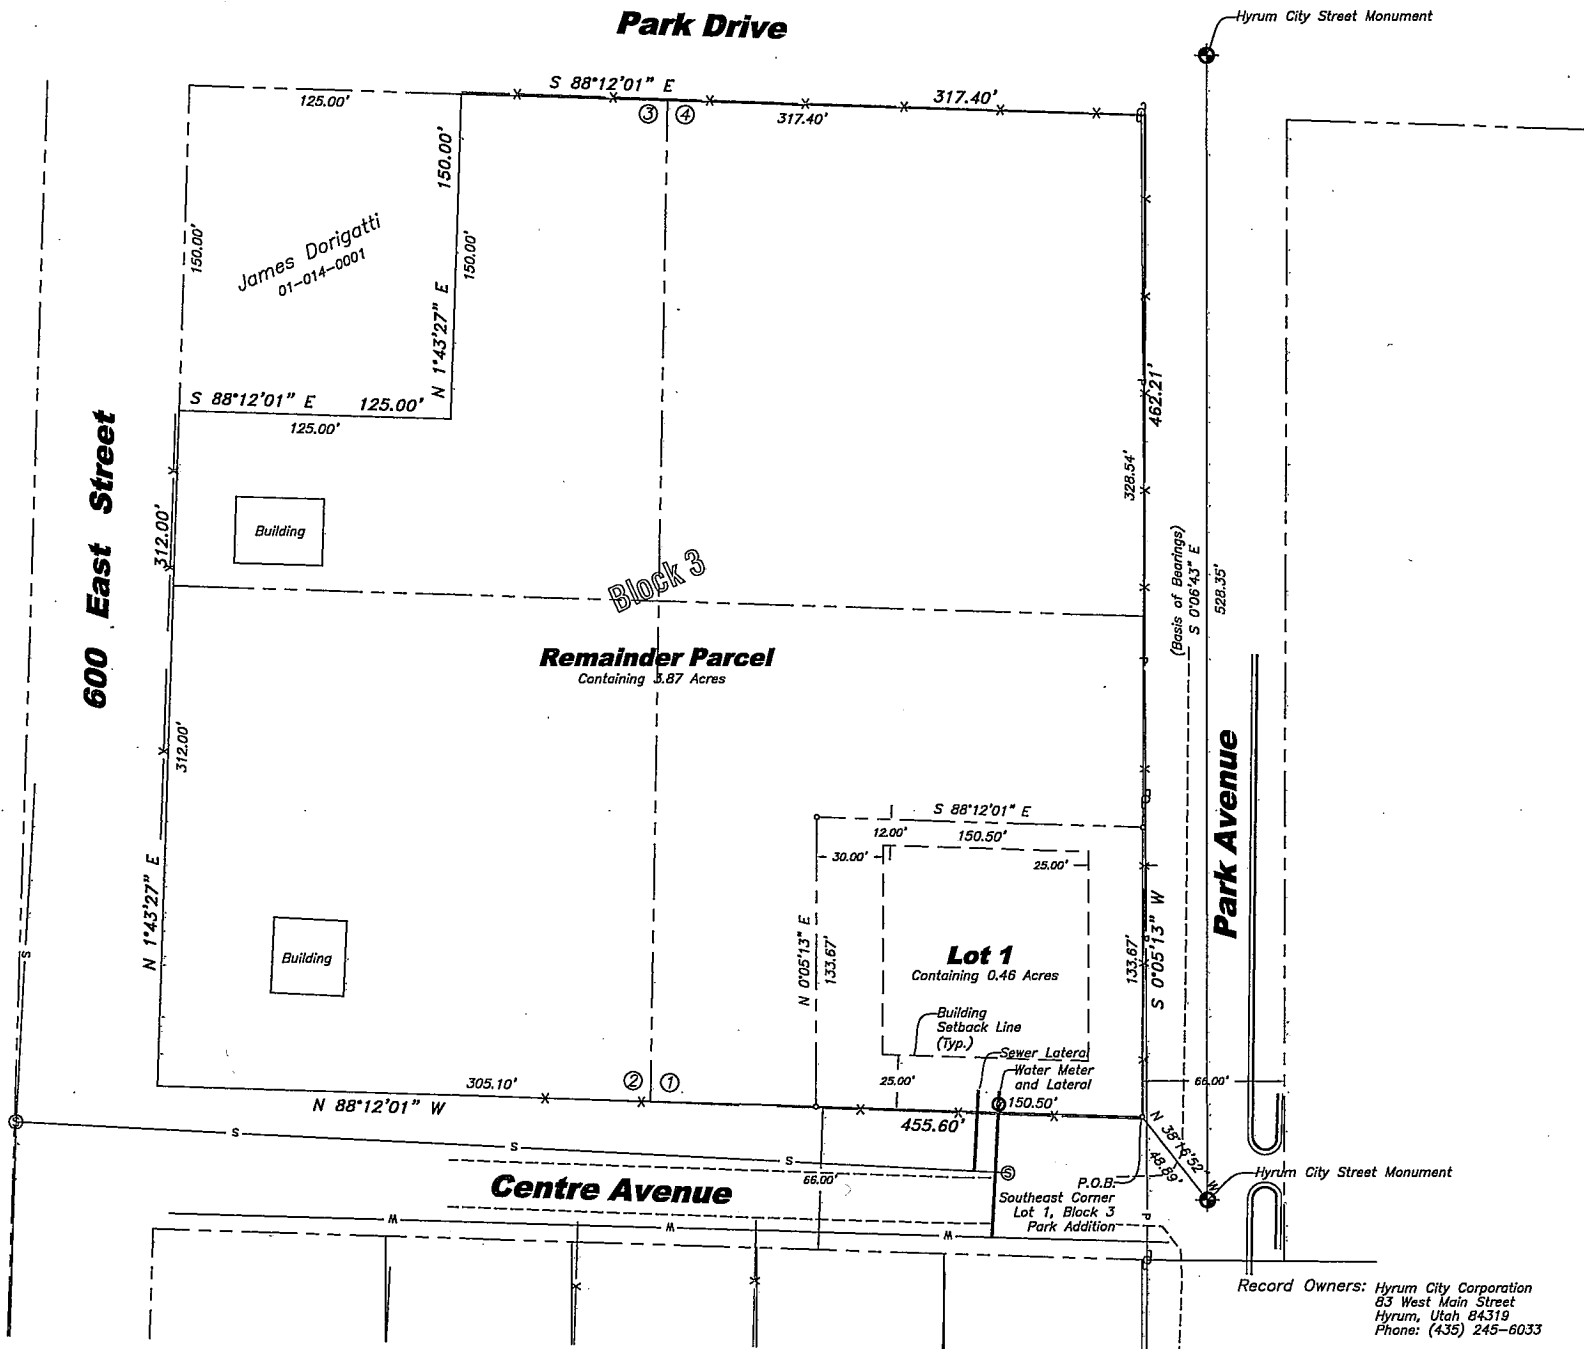 Park Drive
Hyrum City Street Monument
S 88°12'01" E
317.40'
125.00'
317.40'
3 4
150.00'
150.00'
150.00'
N 1°43'27" E
James Dorigatti
01-014-0001
S 88°12'01" E 125.00'
125.00'
462.21'
328.54'
600 East Street
312.00'
Building
Block 3
(Basis of Bearings)
S 0°06'43" E
528.35'
Remainder Parcel
Containing 3.87 Acres
312.00'
Park Avenue
S 88°12'01" E
12.00' 150.50'
30.00'
25.00'
N 1°43'27" E
N 0°05'13" E
133.67'
133.67'
S 0°05'13" W
Building
Lot 1
Containing 0.46 Acres
Building
Setback Line
(Typ.)
Sewer Lateral
Water Meter
and Lateral
25.00'
150.50'
66.00'
305.10'
2 1
N 88°12'01" W
455.60'
N 38°16'52" W
48.89'
S
S
S
S
S
S
66.00'
Centre Avenue
P.O.B.
Southeast Corner
Lot 1, Block 3
Park Addition
Hyrum City Street Monument
W
W
W
P
Record Owners: Hyrum City Corporation
83 West Main Street
Hyrum, Utah 84319
Phone: (435) 245-6033